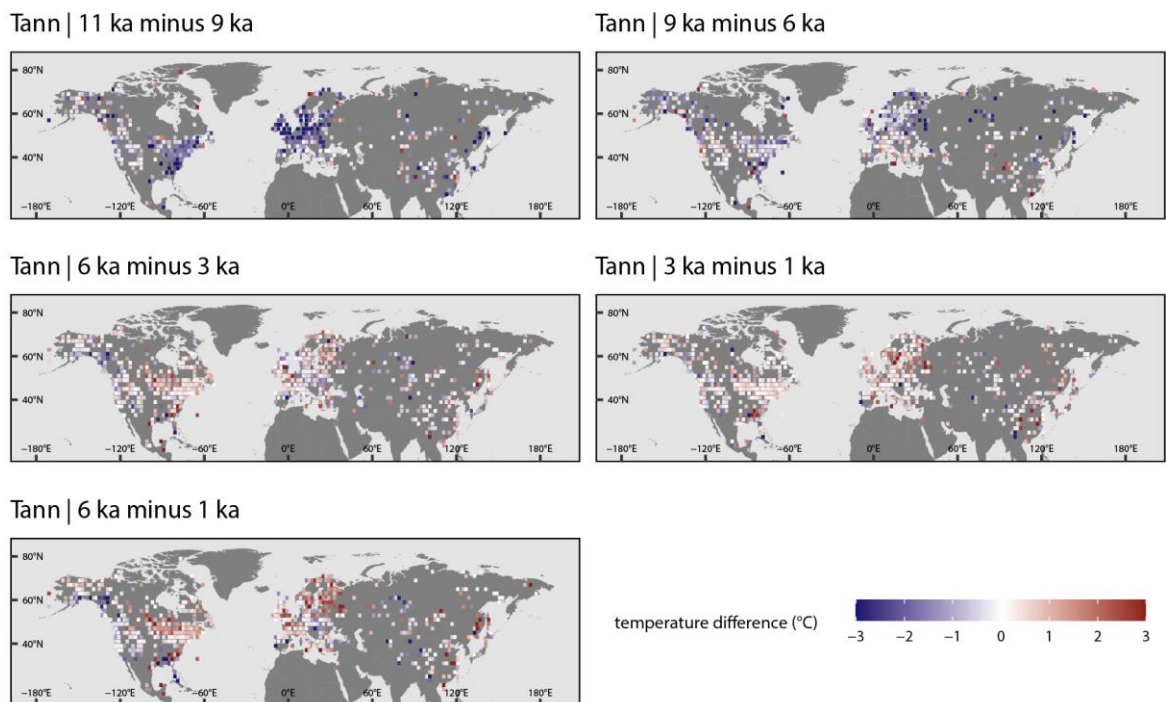 Tann | 11 ka minus 9 ka
80°N
60°N
40°N
−180°E −120°E −60°E 0°E 60°E 120°E 180°E
Tann | 9 ka minus 6 ka
80°N
60°N
40°N
−180°E −120°E −60°E 0°E 60°E 120°E 180°E
Tann | 6 ka minus 3 ka
80°N
60°N
40°N
−180°E −120°E −60°E 0°E 60°E 120°E 180°E
Tann | 3 ka minus 1 ka
80°N
60°N
40°N
−180°E −120°E −60°E 0°E 60°E 120°E 180°E
Tann | 6 ka minus 1 ka
80°N
60°N
40°N
−180°E −120°E −60°E 0°E 60°E 120°E 180°E
temperature difference (°C)
−3 −2 −1 0 1 2 3